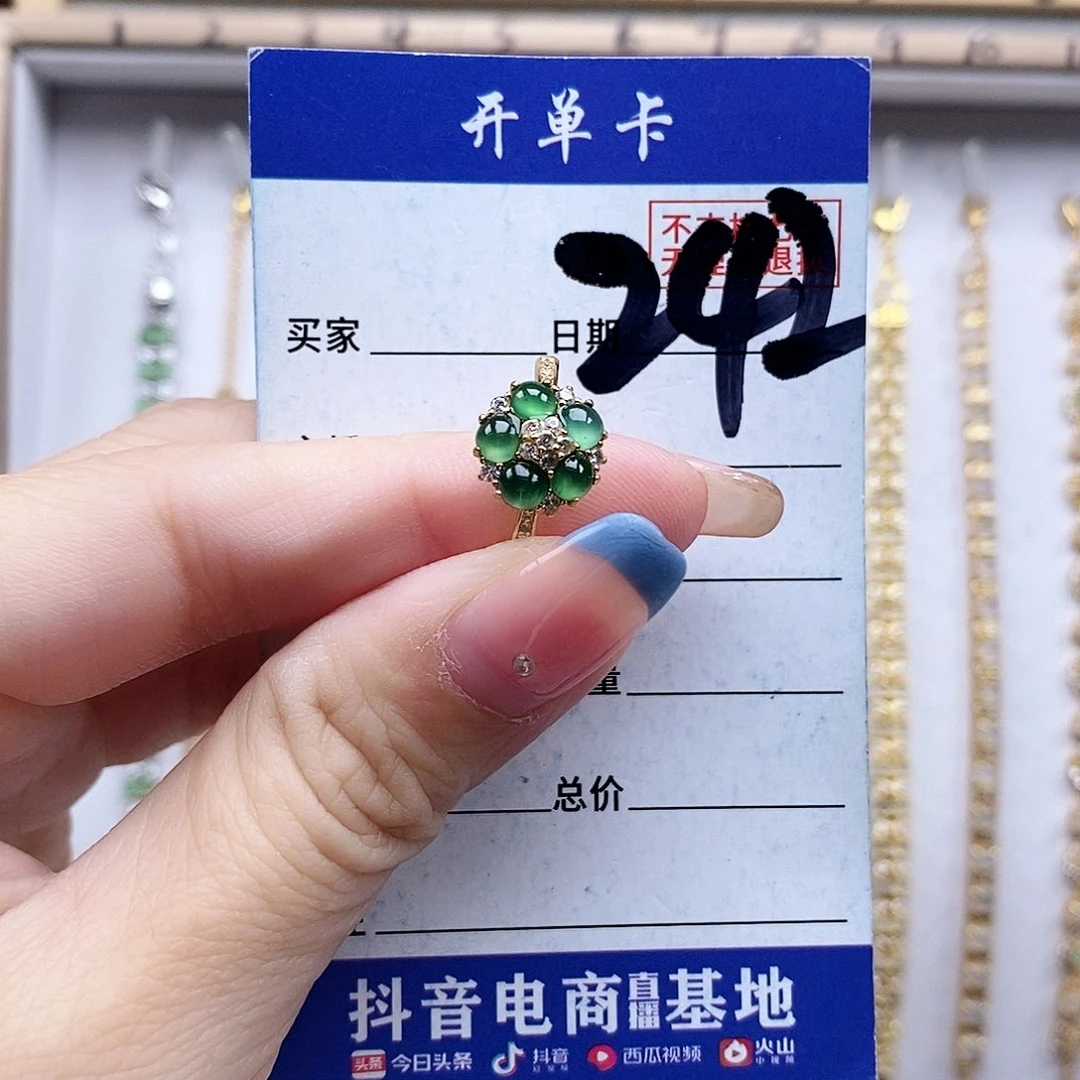 开单卡
242
买家 日期
量
总价
抖音电商直播基地
今日头条 抖音 西瓜视频 火山